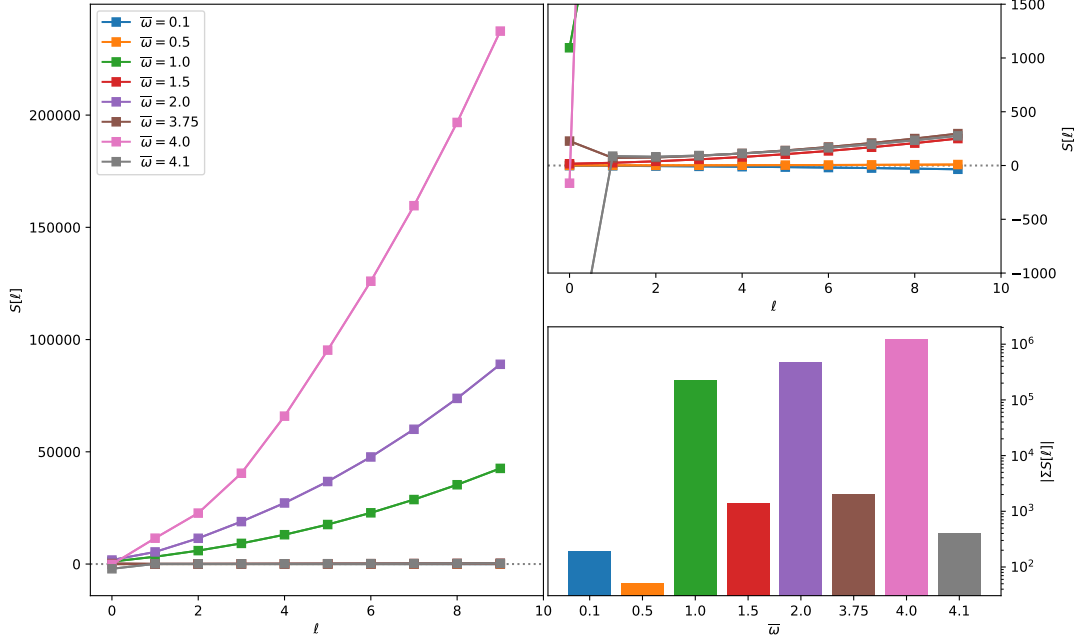 S[ℓ]
200000
150000
100000
50000
0
0
2
4
6
8
10
ℓ
ω̅ = 0.1
ω̅ = 0.5
ω̅ = 1.0
ω̅ = 1.5
ω̅ = 2.0
ω̅ = 3.75
ω̅ = 4.0
ω̅ = 4.1
1500
1000
500
0
−500
−1000
S[ℓ]
0
2
4
6
8
10
ℓ
10⁶
10⁵
10⁴
10³
10²
|ΣS[ℓ]|
0.1
0.5
1.0
1.5
2.0
3.75
4.0
4.1
ω̅